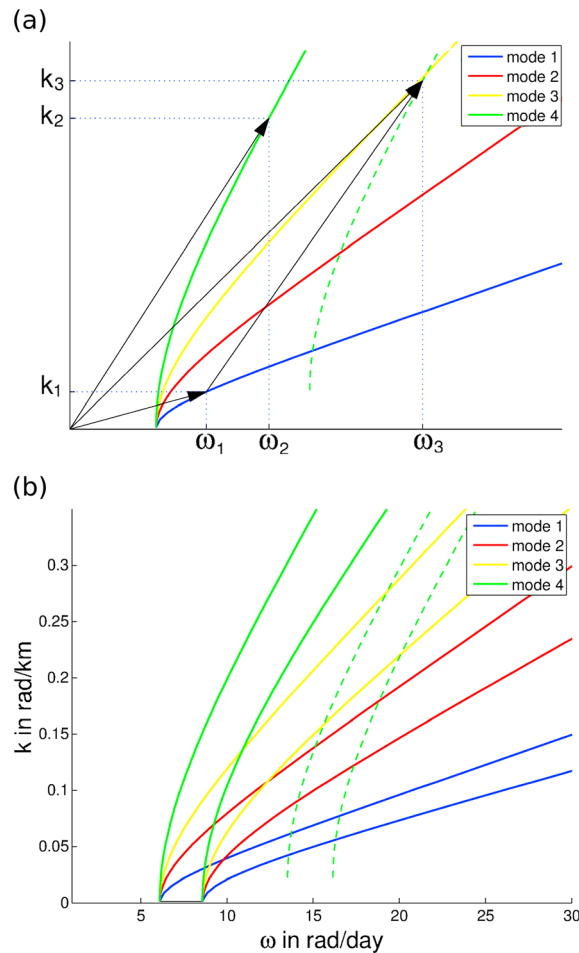 (a)
k3
k2
k1
mode 1
mode 2
mode 3
mode 4
ω1
ω2
ω3
(b)
mode 1
mode 2
mode 3
mode 4
k in rad/km
0.3
0.25
0.2
0.15
0.1
0.05
0
5
10
15
20
25
30
ω in rad/day